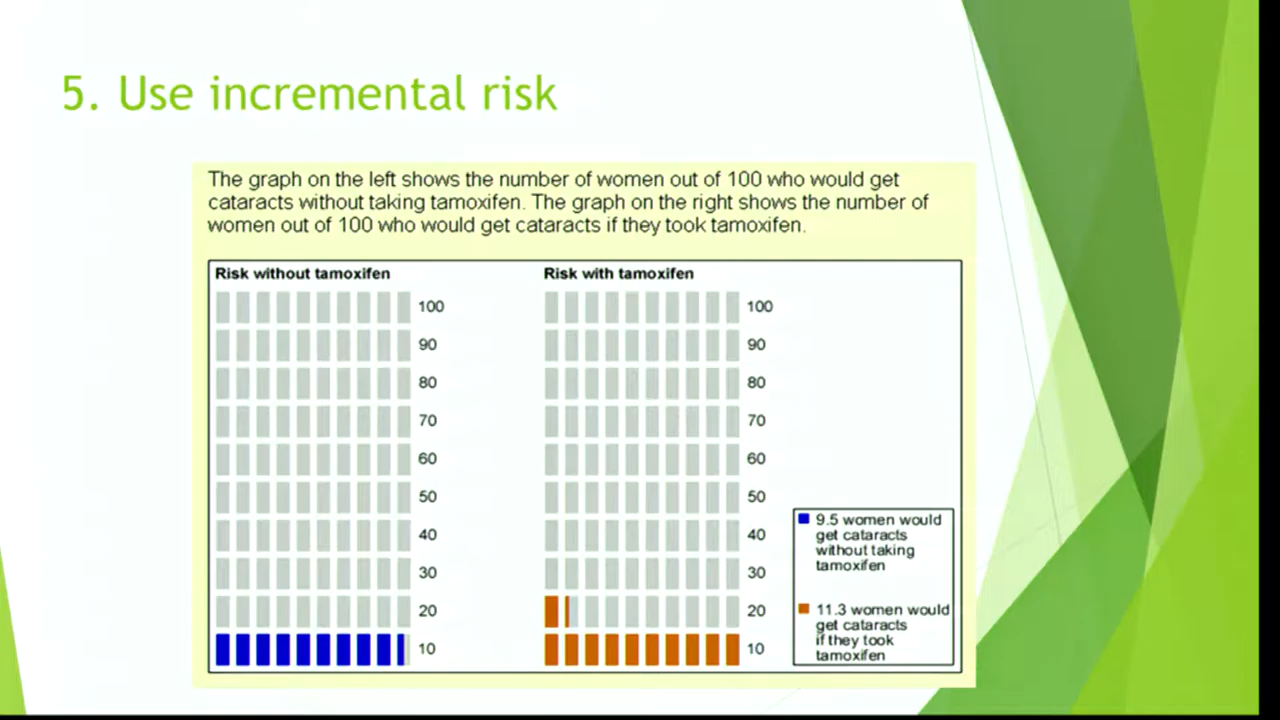 5. Use incremental risk
The graph on the left shows the number of women out of 100 who would get
cataracts without taking tamoxifen. The graph on the right shows the number of
women out of 100 who would get cataracts if they took tamoxifen.
Risk without tamoxifen
100
90
80
70
60
50
40
30
20
10
Risk with tamoxifen
100
90
80
70
60
50
40
30
20
10
9.5 women would
get cataracts
without taking
tamoxifen
11.3 women would
get cataracts
if they took
tamoxifen